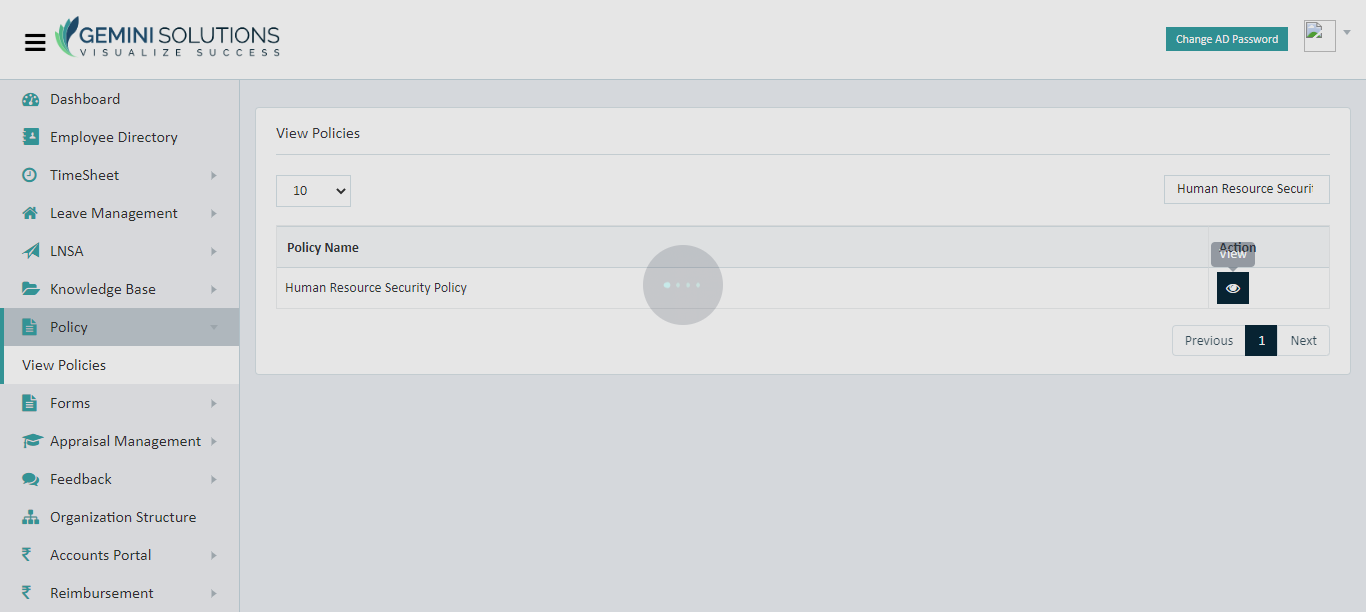 GEMINI SOLUTIONS
VISUALIZE SUCCESS
Change AD Password
Dashboard
Employee Directory
TimeSheet
Leave Management
LNSA
Knowledge Base
Policy
View Policies
Forms
Appraisal Management
Feedback
Organization Structure
Accounts Portal
Reimbursement
View Policies
10
Human Resource Securit
Policy Name
Action
View
Human Resource Security Policy
Previous 1 Next